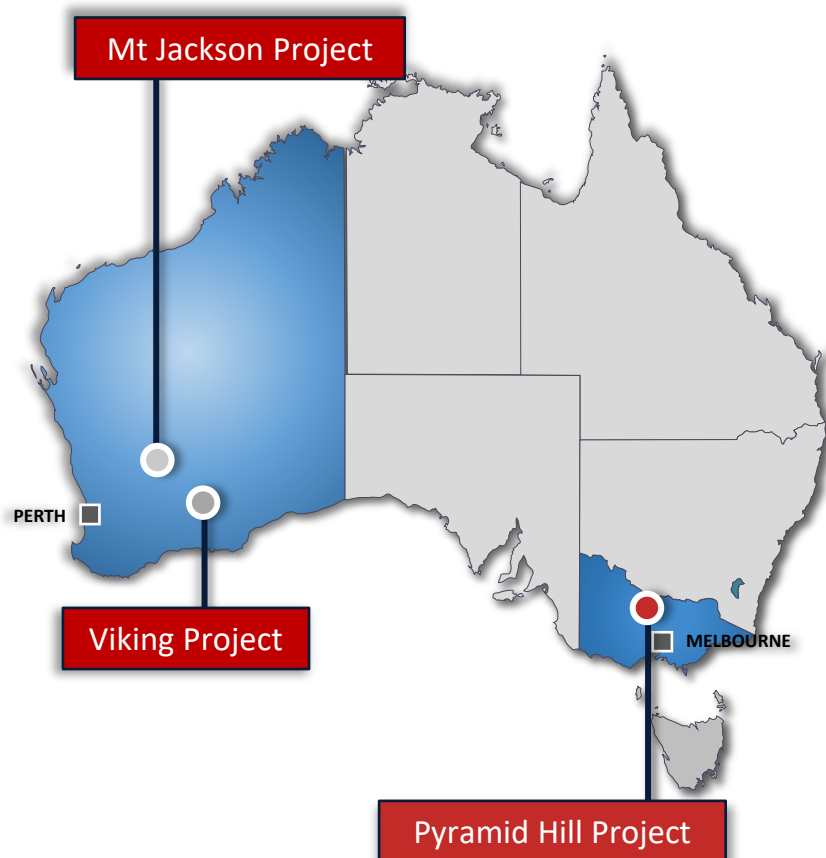 Mt Jackson Project
PERTH
Viking Project
MELBOURNE
Pyramid Hill Project